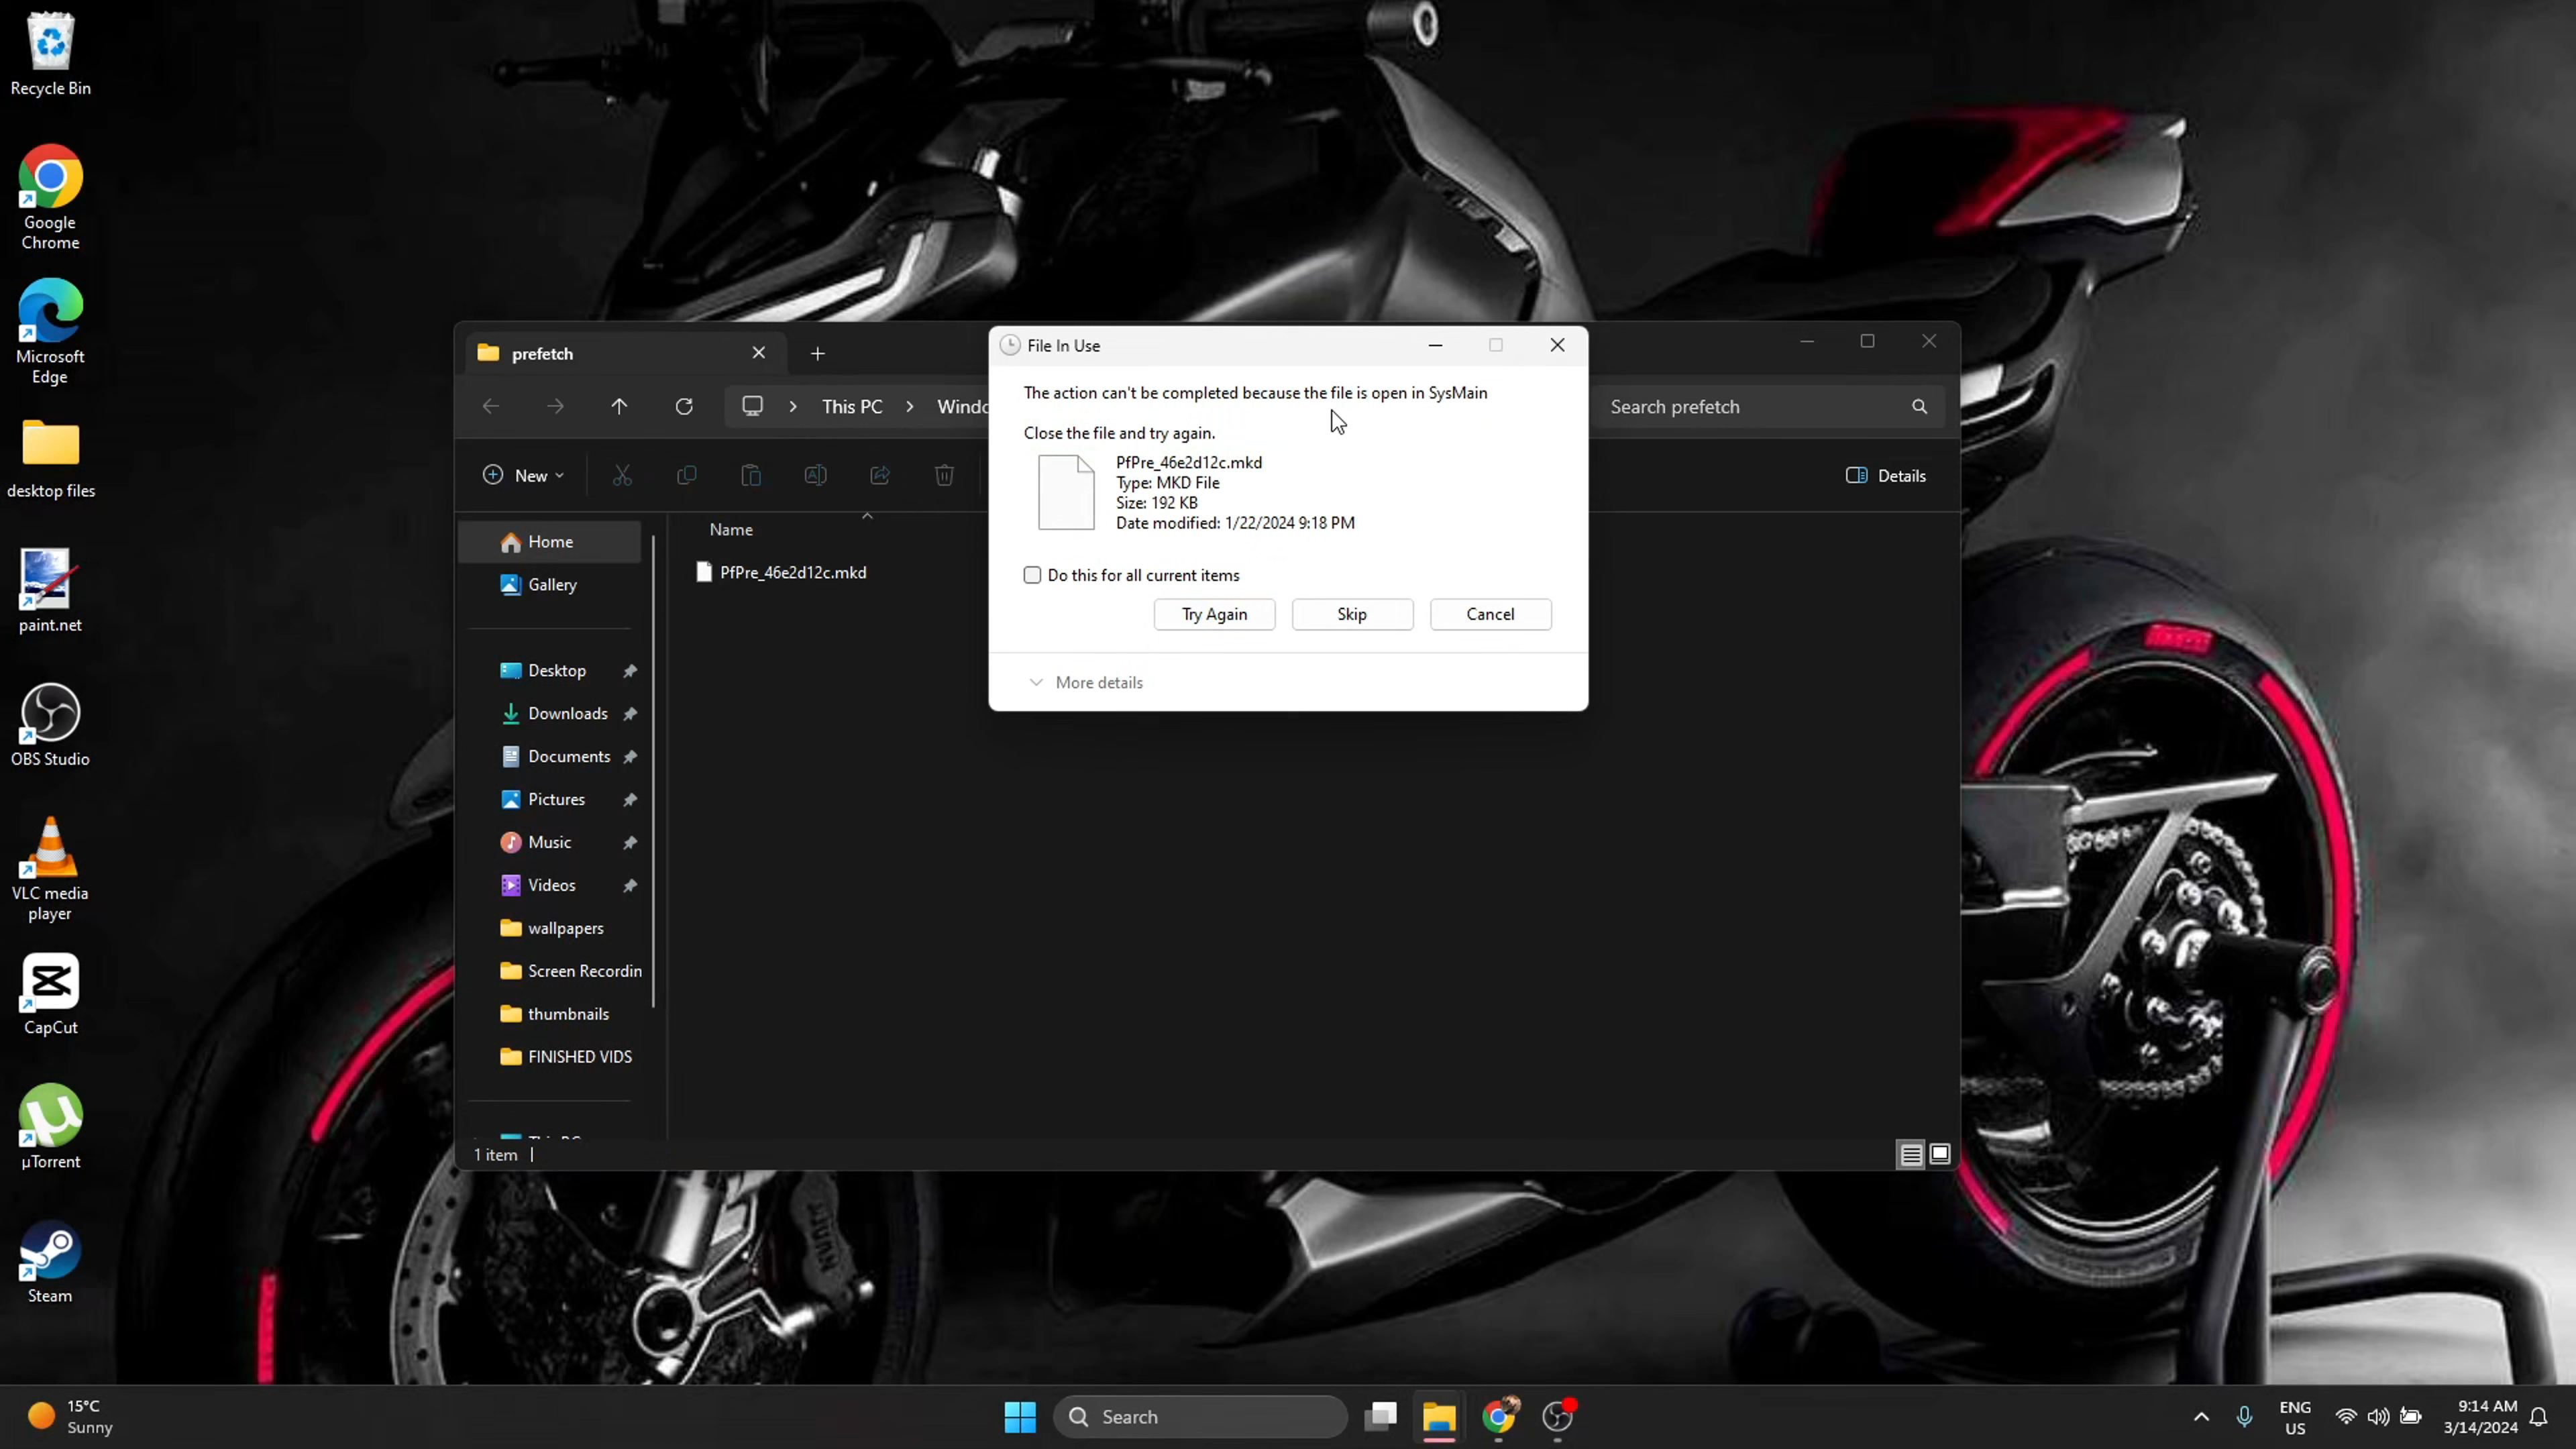 Recycle Bin
Google
Chrome
Microsoft
Edge
desktop files
paint.net
OBS Studio
VLC media
player
CapCut
µTorrent
Steam
prefetch
This PC
Windo
Search prefetch
New
Details
Home
Gallery
Desktop
Downloads
Documents
Pictures
Music
Videos
wallpapers
Screen Recordin
thumbnails
FINISHED VIDS
This PC
Name
PfPre_46e2d12c.mkd
1 item
File In Use
The action can't be completed because the file is open in SysMain
Close the file and try again.
PfPre_46e2d12c.mkd
Type: MKD File
Size: 192 KB
Date modified: 1/22/2024 9:18 PM
Do this for all current items
Try Again
Skip
Cancel
More details
15°C
Sunny
Search
ENG
US
9:14 AM
3/14/2024